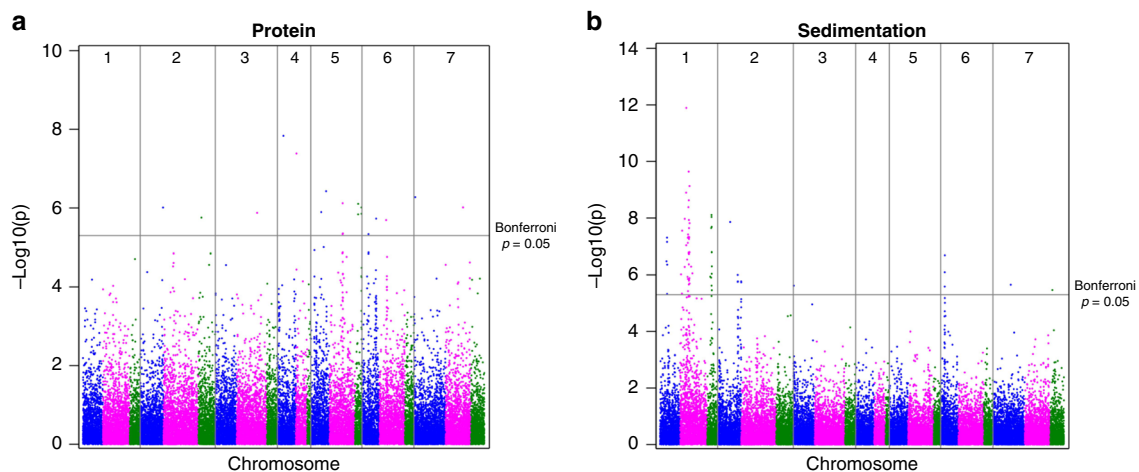 a
Protein
10
8
6
4
2
0
–Log10(p)
1 2 3 4 5 6 7
Bonferroni
p = 0.05
Chromosome
b
Sedimentation
14
12
10
8
6
4
2
0
–Log10(p)
1 2 3 4 5 6 7
Bonferroni
p = 0.05
Chromosome